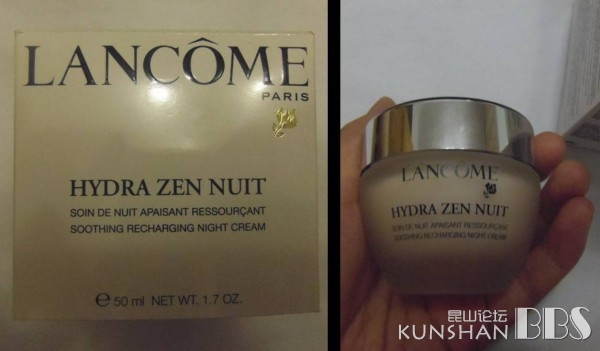 LANCÔME
PARIS
HYDRA ZEN NUIT
SOIN DE NUIT APAISANT RESSOURÇANT
SOOTHING RECHARGING NIGHT CREAM
℮ 50 ml NET WT. 1.7 OZ.
LANCÔME
HYDRA ZEN NUIT
SOIN DE NUIT APAISANT RESSOURÇANT
SOOTHING RECHARGING NIGHT CREAM
昆山论坛
KUNSHAN BBS